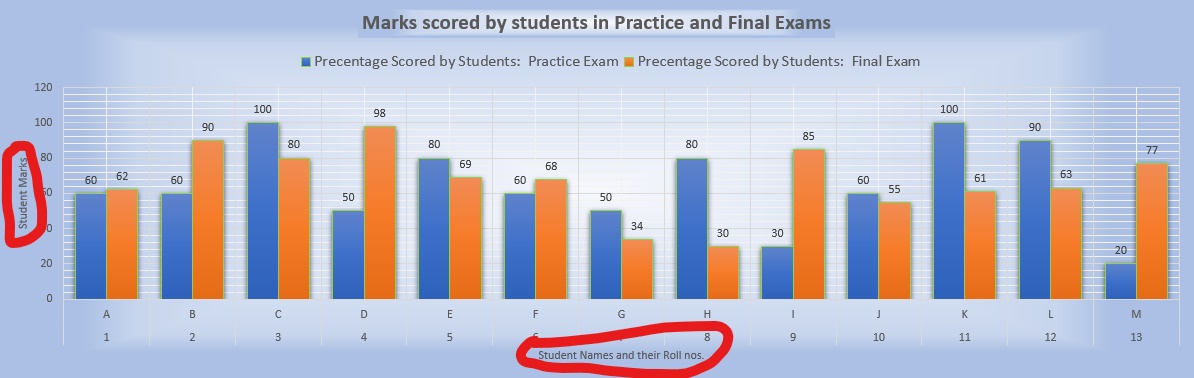 Marks scored by students in Practice and Final Exams
Precentage Scored by Students: Practice Exam Precentage Scored by Students: Final Exam
120
100
80
60
40
20
0
Student Marks
60 62 60 90 100 80 50 98 80 69 60 68 50 34 80 30 30 85 60 55 100 61 90 63 20 77
A B C D E F G H I J K L M
1 2 3 4 5 6 7 8 9 10 11 12 13
Student Names and their Roll nos.